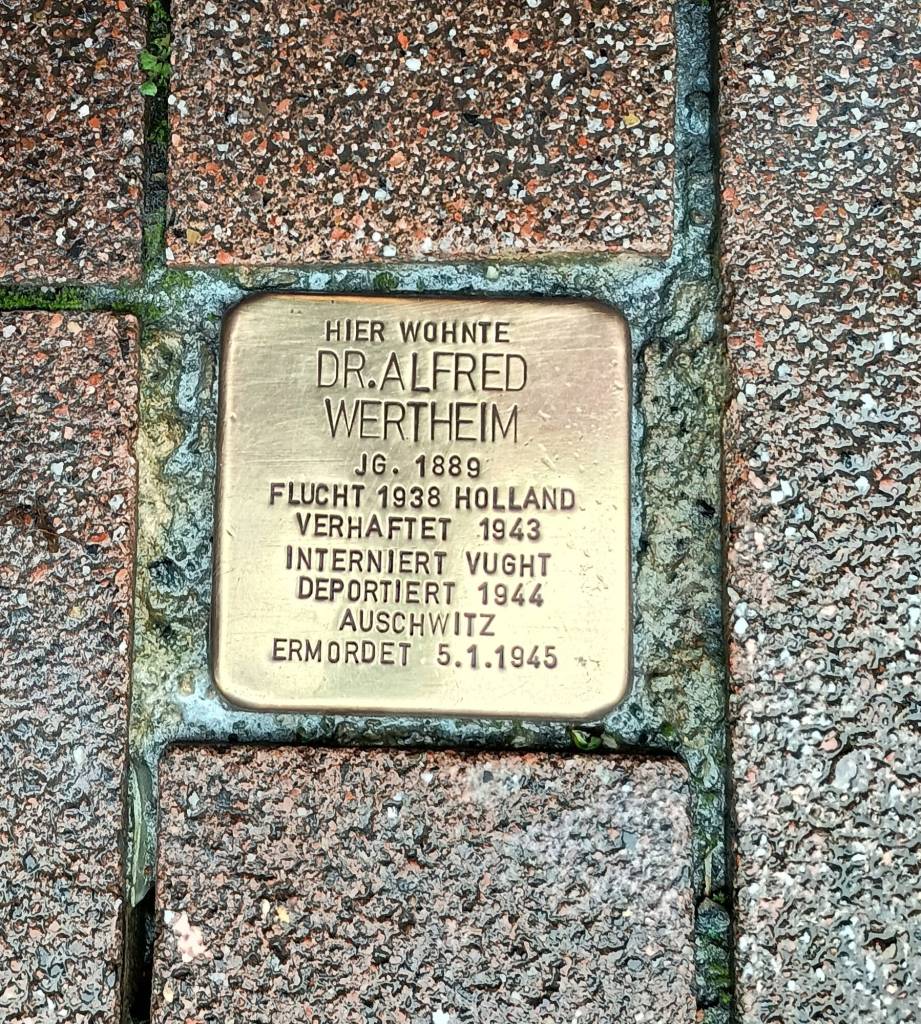 HIER WOHNTE
DR.ALFRED
WERTHEIM
JG. 1889
FLUCHT 1938 HOLLAND
VERHAFTET 1943
INTERNIERT VUGHT
DEPORTIERT 1944
AUSCHWITZ
ERMORDET 5.1.1945